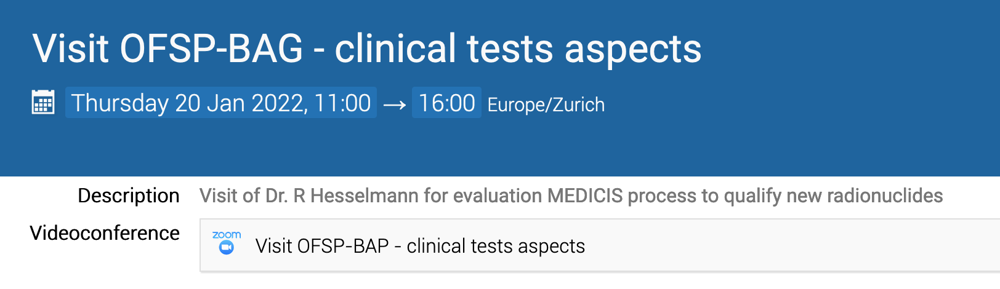 Visit OFSP-BAG - clinical tests aspects
Thursday 20 Jan 2022, 11:00 → 16:00 Europe/Zurich
Description Visit of Dr. R Hesselmann for evaluation MEDICIS process to qualify new radionuclides
Videoconference
zoom
Visit OFSP-BAP - clinical tests aspects